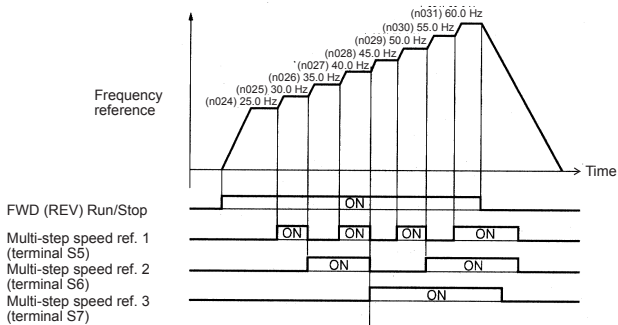 (n031) 60.0 Hz
(n030) 55.0 Hz
(n029) 50.0 Hz
(n028) 45.0 Hz
(n027) 40.0 Hz
(n026) 35.0 Hz
(n025) 30.0 Hz
(n024) 25.0 Hz
Frequency
reference
Time
FWD (REV) Run/Stop
ON
Multi-step speed ref. 1
(terminal S5)
ON ON ON ON
Multi-step speed ref. 2
(terminal S6)
ON ON
Multi-step speed ref. 3
(terminal S7)
ON